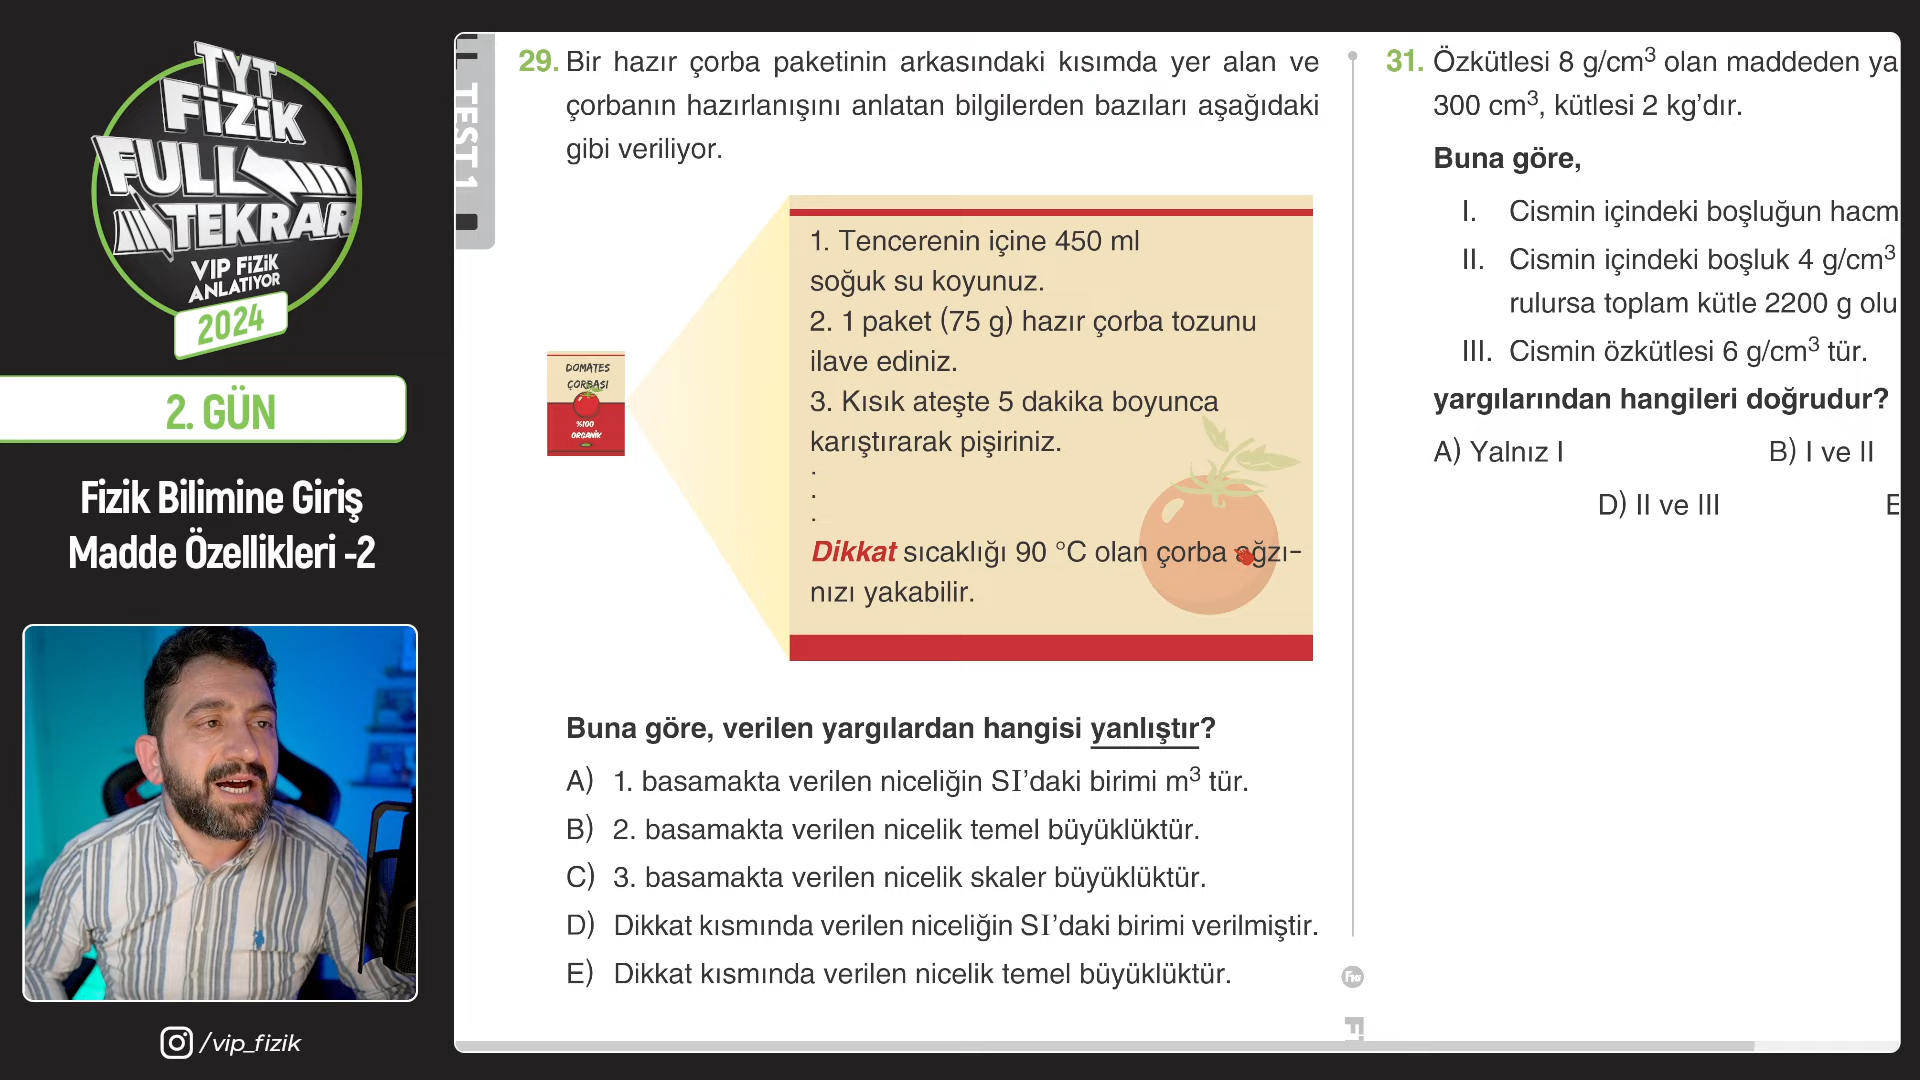 TYT
FiZiK
FULL
TEKRAR
VIP FiZiK
ANLATIYOR
2024
2. GÜN
Fizik Bilimine Giriş
Madde Özellikleri -2
/vip_fizik
TEST 1
29. Bir hazır çorba paketinin arkasındaki kısımda yer alan ve
çorbanın hazırlanışını anlatan bilgilerden bazıları aşağıdaki
gibi veriliyor.
DOMATES
ÇORBASI
%100
ORGANİK
1. Tencerenin içine 450 ml
soğuk su koyunuz.
2. 1 paket (75 g) hazır çorba tozunu
ilave ediniz.
3. Kısık ateşte 5 dakika boyunca
karıştırarak pişiriniz.
.
.
.
Dikkat sıcaklığı 90 °C olan çorba ağzı-
nızı yakabilir.
Buna göre, verilen yargılardan hangisi yanlıştır?
A) 1. basamakta verilen niceliğin SI’daki birimi m³ tür.
B) 2. basamakta verilen nicelik temel büyüklüktür.
C) 3. basamakta verilen nicelik skaler büyüklüktür.
D) Dikkat kısmında verilen niceliğin SI’daki birimi verilmiştir.
E) Dikkat kısmında verilen nicelik temel büyüklüktür.
31. Özkütlesi 8 g/cm³ olan maddeden ya
300 cm³, kütlesi 2 kg’dır.
Buna göre,
I. Cismin içindeki boşluğun hacm
II. Cismin içindeki boşluk 4 g/cm³
rulursa toplam kütle 2200 g olu
III. Cismin özkütlesi 6 g/cm³ tür.
yargılarından hangileri doğrudur?
A) Yalnız I B) I ve II
D) II ve III E